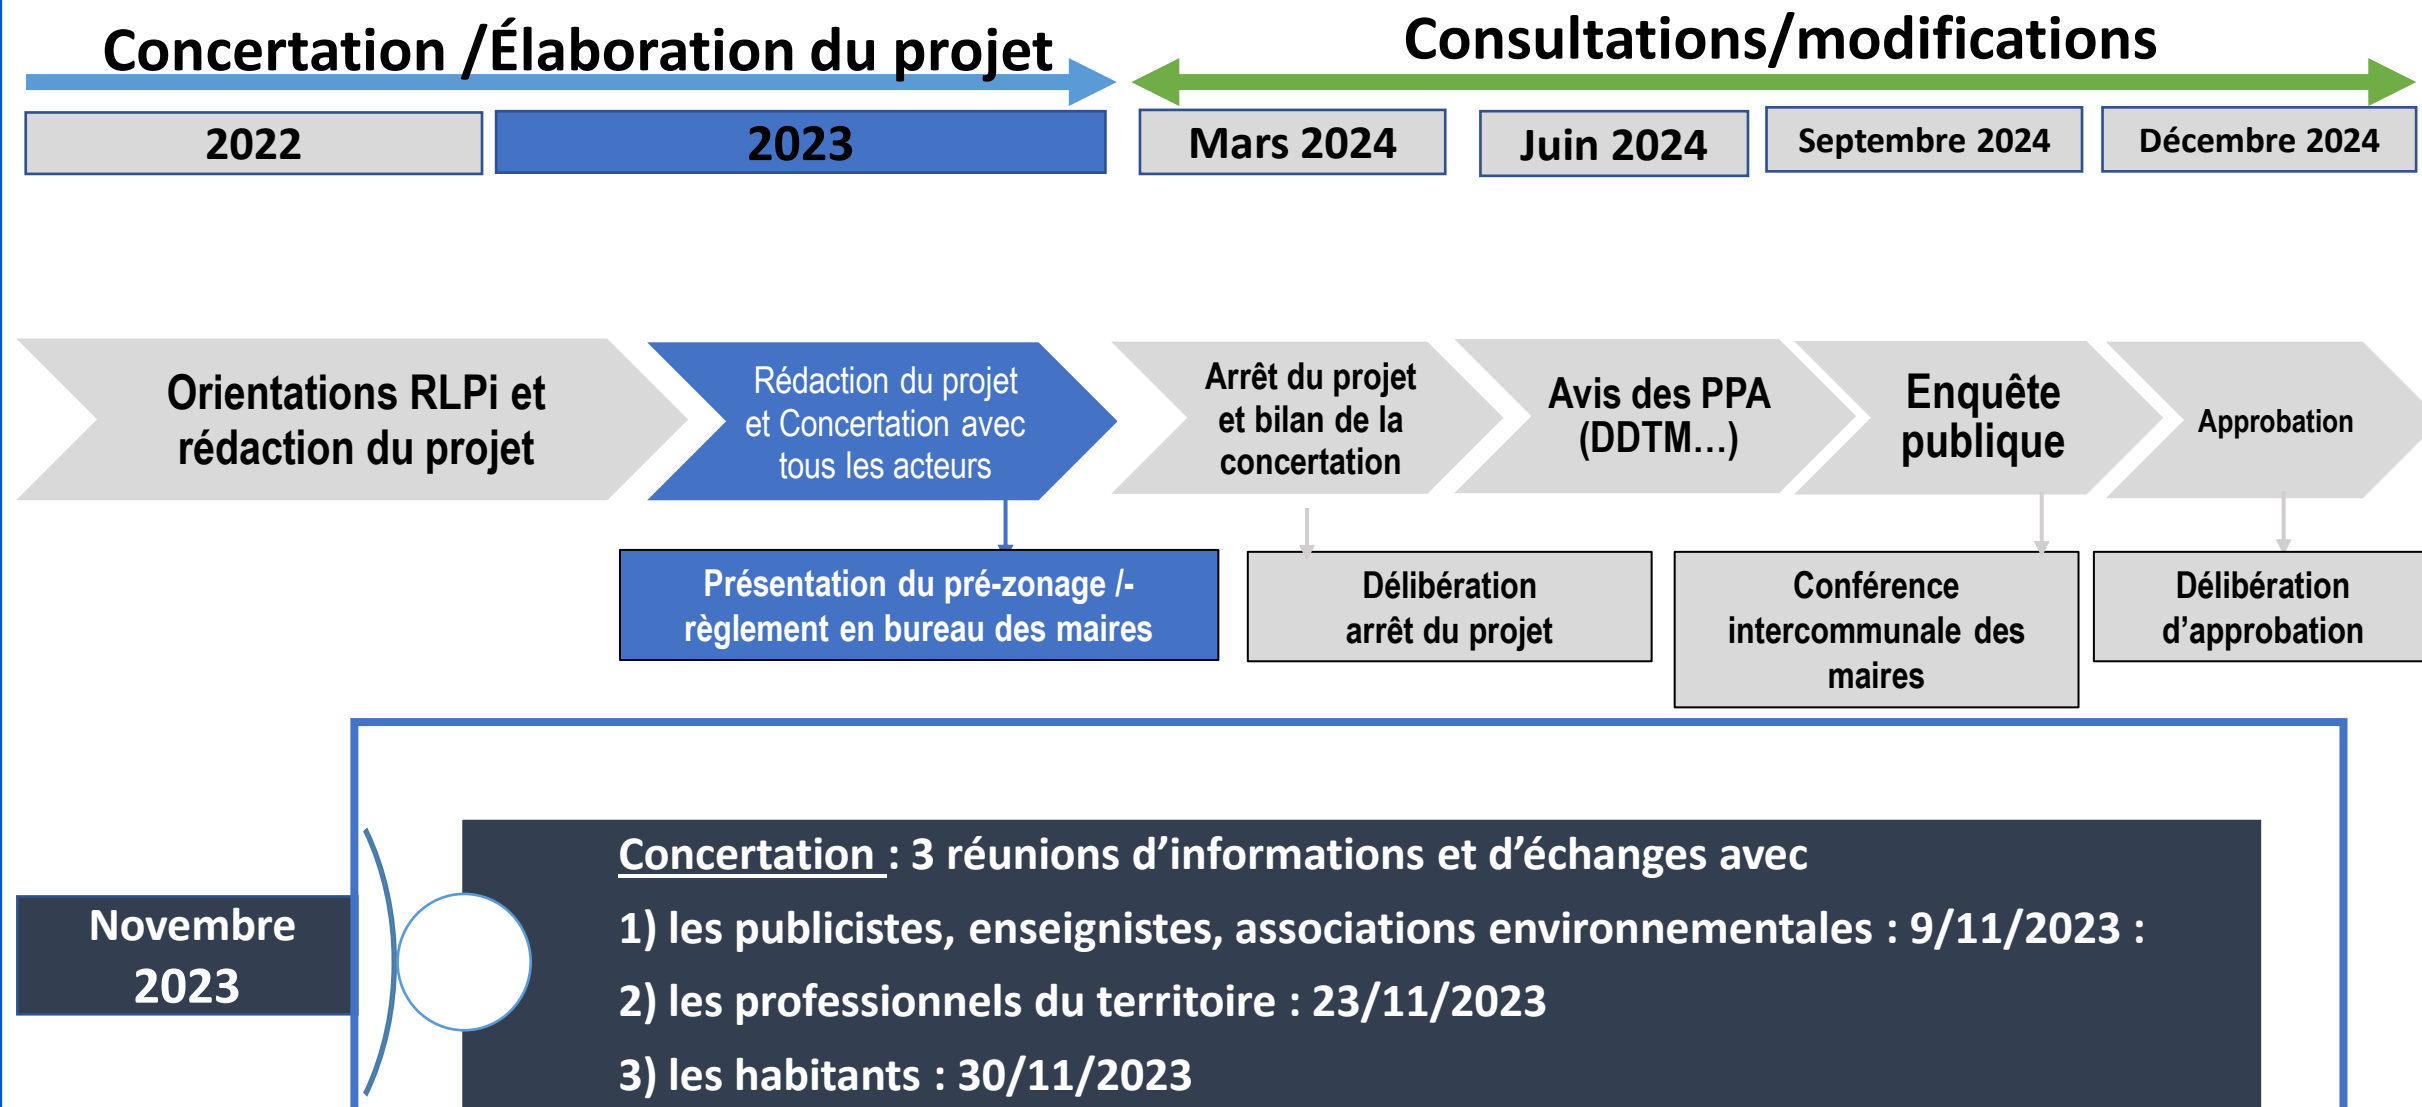 Concertation /Élaboration du projet
Consultations/modifications
2022
2023
Mars 2024
Juin 2024
Septembre 2024
Décembre 2024
Orientations RLPi et
rédaction du projet
Rédaction du projet
et Concertation avec
tous les acteurs
Arrêt du projet
et bilan de la
concertation
Avis des PPA
(DDTM…)
Enquête
publique
Approbation
Présentation du pré-zonage /-
règlement en bureau des maires
Délibération
arrêt du projet
Conférence
intercommunale des
maires
Délibération
d’approbation
Novembre
2023
Concertation : 3 réunions d’informations et d’échanges avec
1) les publicistes, enseignistes, associations environnementales : 9/11/2023 :
2) les professionnels du territoire : 23/11/2023
3) les habitants : 30/11/2023